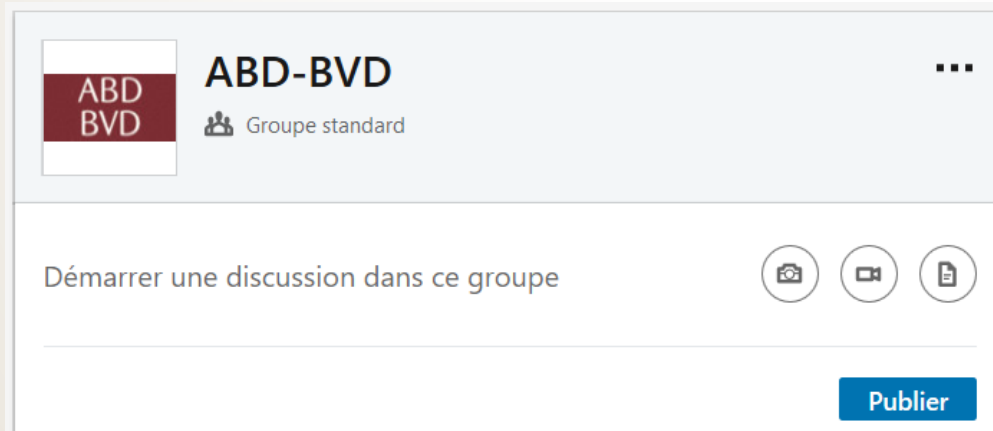 ABD
BVD
ABD-BVD
Groupe standard
Démarrer une discussion dans ce groupe
Publier